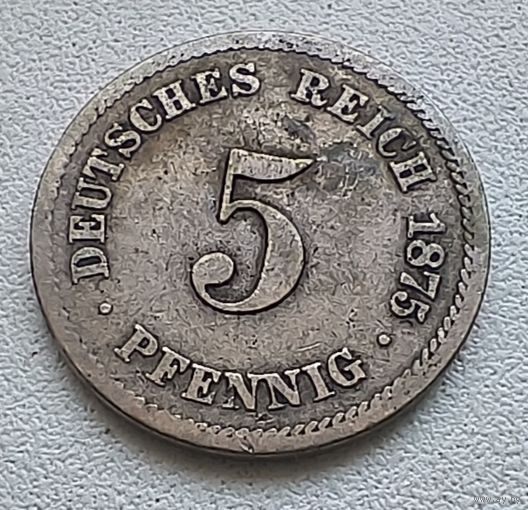 DEUTSCHES REICH 1875
5
PFENNIG